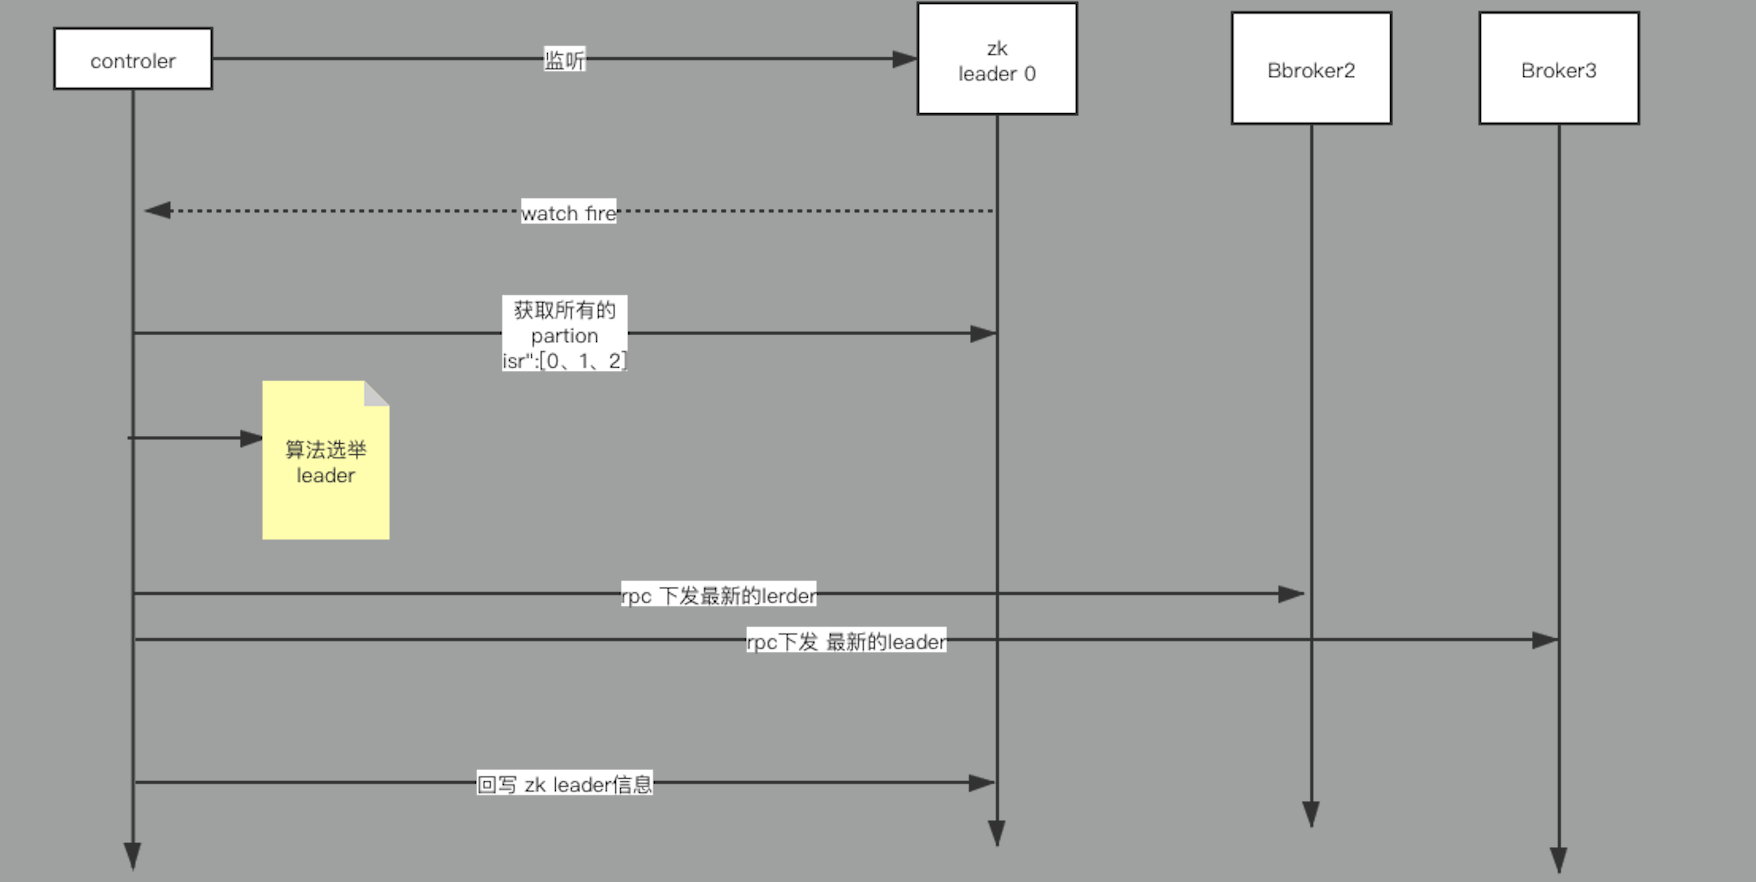 controler
监听
zk
leader 0
Bbroker2
Broker3
watch fire
获取所有的
partion
isr":[0、1、2]
算法选举
leader
rpc 下发最新的lerder
rpc下发 最新的leader
回写 zk leader信息